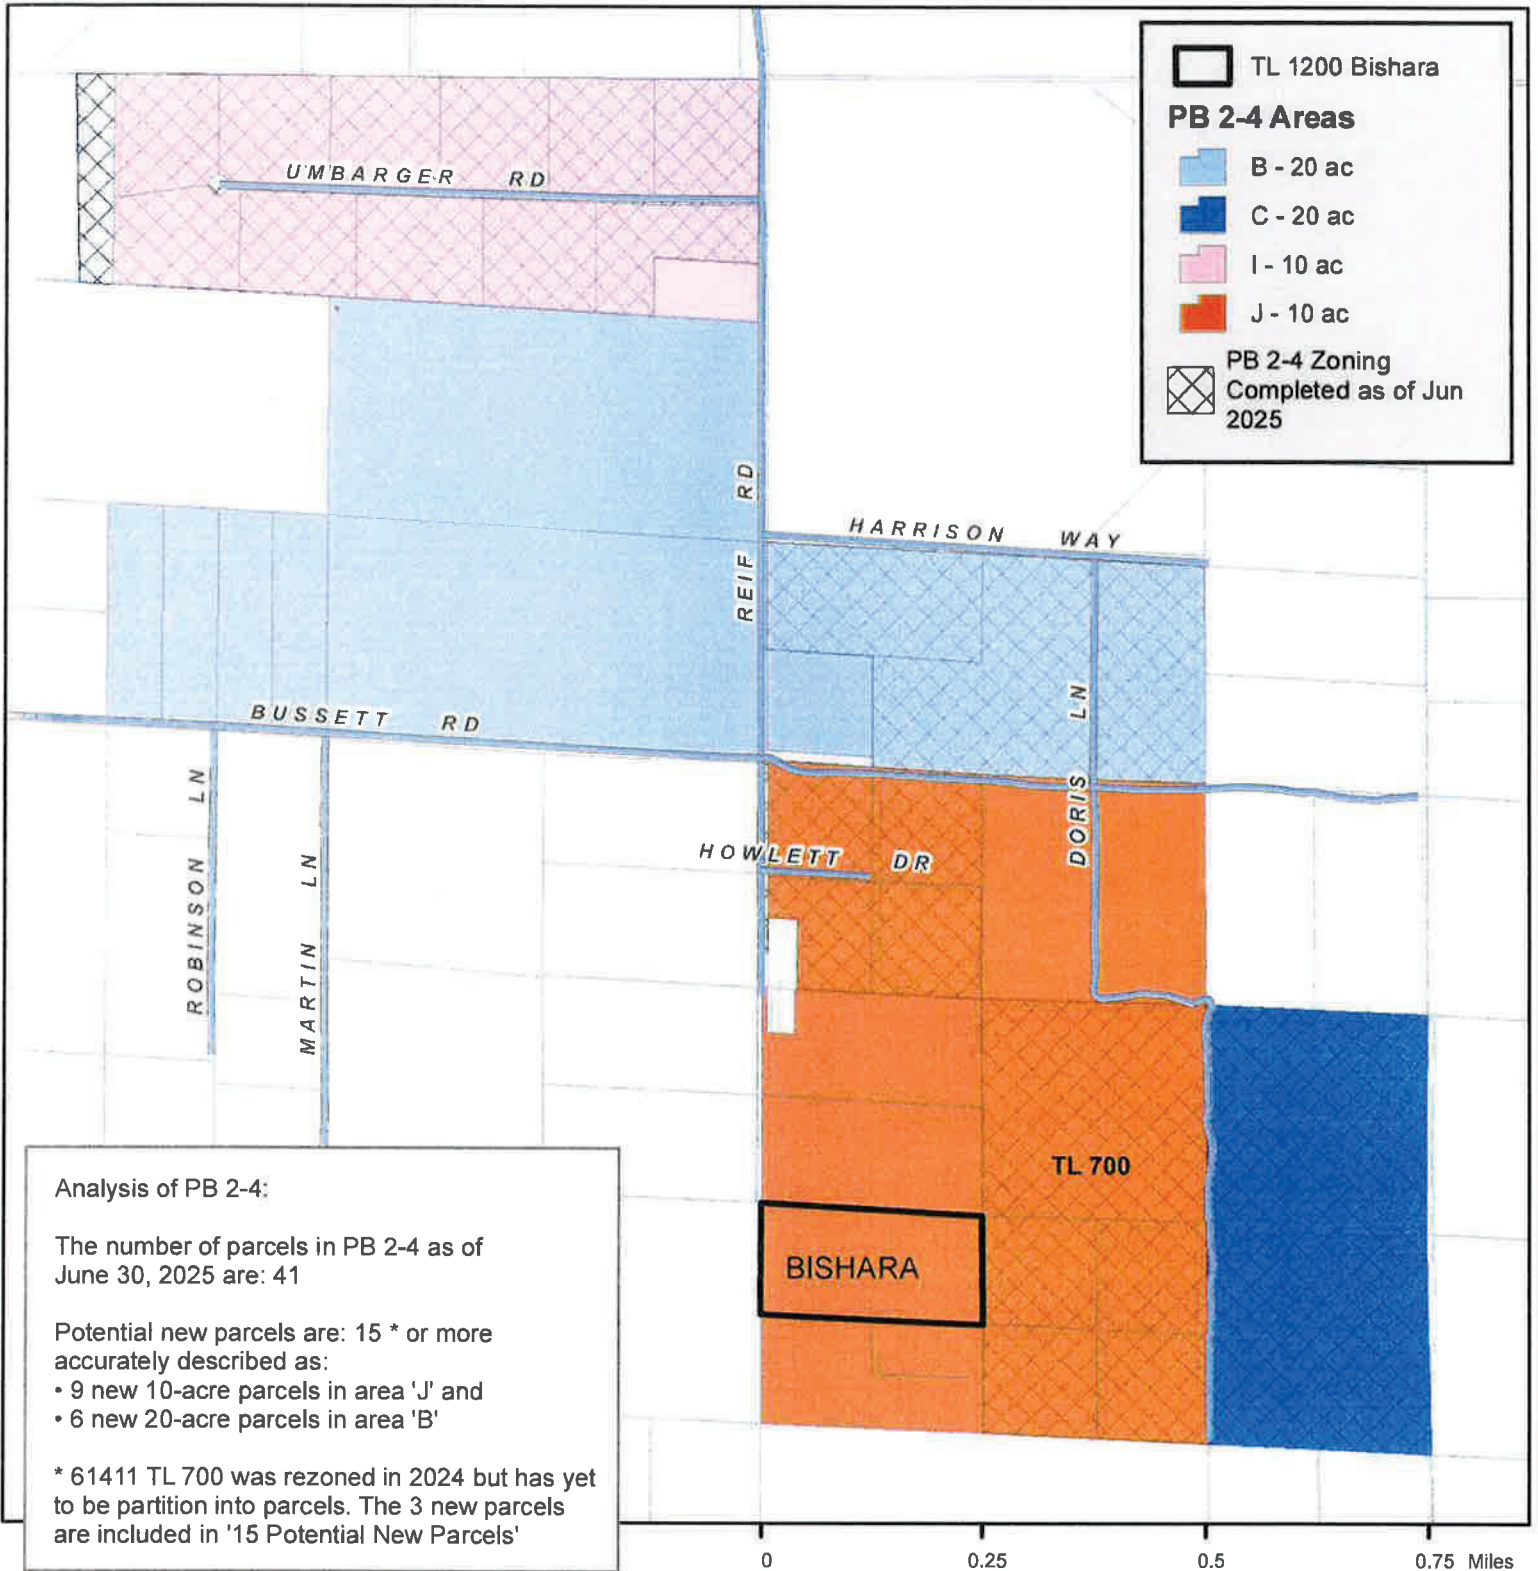 TL 1200 Bishara
PB 2-4 Areas
B - 20 ac
C - 20 ac
I - 10 ac
J - 10 ac
PB 2-4 Zoning
Completed as of Jun
2025
UMBARGER RD
REIF RD
HARRISON WAY
BUSSETT RD
DORIS LN
ROBINSON LN
MARTIN LN
HOWLETT DR
TL 700
BISHARA
Analysis of PB 2-4:
The number of parcels in PB 2-4 as of
June 30, 2025 are: 41
Potential new parcels are: 15 * or more
accurately described as:
• 9 new 10-acre parcels in area 'J' and
• 6 new 20-acre parcels in area 'B'
* 61411 TL 700 was rezoned in 2024 but has yet
to be partition into parcels. The 3 new parcels
are included in '15 Potential New Parcels'
0 0.25 0.5 0.75 Miles